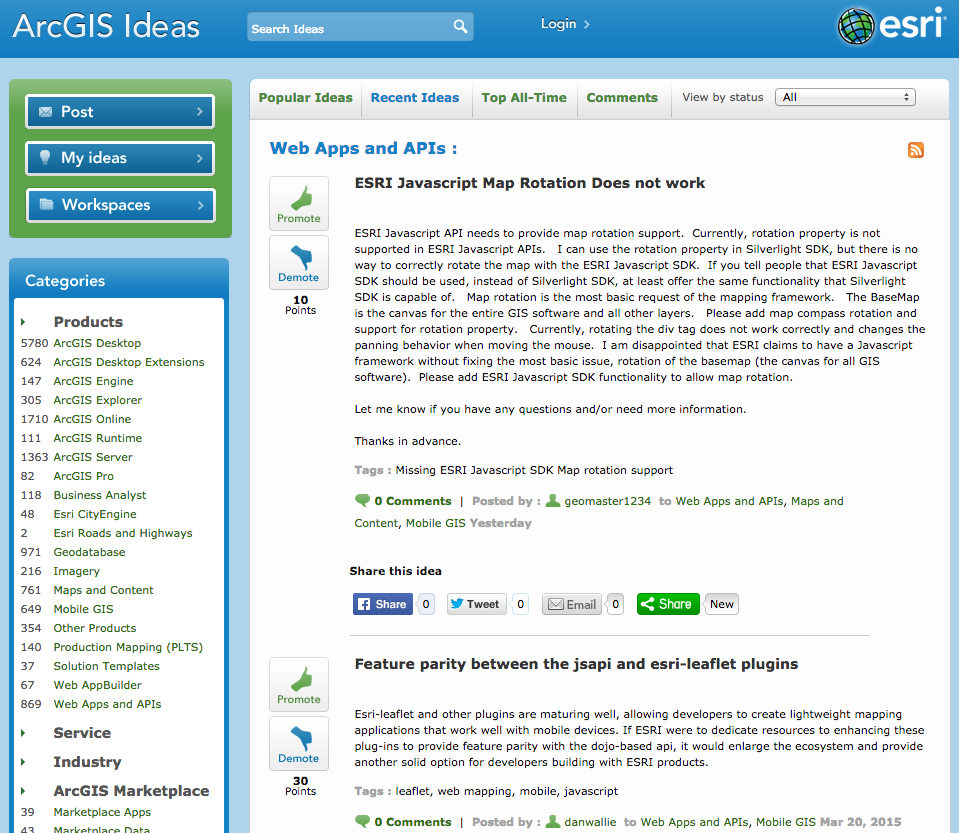 ArcGIS Ideas
Search Ideas
Login
esri
Post
My ideas
Workspaces
Categories
Products
5780 ArcGIS Desktop
624 ArcGIS Desktop Extensions
147 ArcGIS Engine
305 ArcGIS Explorer
1710 ArcGIS Online
111 ArcGIS Runtime
1363 ArcGIS Server
82 ArcGIS Pro
118 Business Analyst
48 Esri CityEngine
2 Esri Roads and Highways
971 Geodatabase
216 Imagery
761 Maps and Content
649 Mobile GIS
354 Other Products
140 Production Mapping (PLTS)
37 Solution Templates
67 Web AppBuilder
869 Web Apps and APIs
Service
Industry
ArcGIS Marketplace
39 Marketplace Apps
43 Marketplace Data
Popular Ideas Recent Ideas Top All-Time Comments View by status All
Web Apps and APIs :
Promote
Demote
10
Points
ESRI Javascript Map Rotation Does not work
ESRI Javascript API needs to provide map rotation support. Currently, rotation property is not
supported in ESRI Javascript APIs. I can use the rotation property in Silverlight SDK, but there is no
way to correctly rotate the map with the ESRI Javascript SDK. If you tell people that ESRI Javascript
SDK should be used, instead of Silverlight SDK, at least offer the same functionality that Silverlight
SDK is capable of. Map rotation is the most basic request of the mapping framework. The BaseMap
is the canvas for the entire GIS software and all other layers. Please add map compass rotation and
support for rotation property. Currently, rotating the div tag does not work correctly and changes the
panning behavior when moving the mouse. I am disappointed that ESRI claims to have a Javascript
framework without fixing the most basic issue, rotation of the basemap (the canvas for all GIS
software). Please add ESRI Javascript SDK functionality to allow map rotation.
Let me know if you have any questions and/or need more information.
Thanks in advance.
Tags : Missing ESRI Javascript SDK Map rotation support
0 Comments | Posted by : geomaster1234 to Web Apps and APIs, Maps and
Content, Mobile GIS Yesterday
Share this idea
Share 0 Tweet 0 Email 0 Share New
Promote
Demote
30
Points
Feature parity between the jsapi and esri-leaflet plugins
Esri-leaflet and other plugins are maturing well, allowing developers to create lightweight mapping
applications that work well with mobile devices. If ESRI were to dedicate resources to enhancing these
plug-ins to provide feature parity with the dojo-based api, it would enlarge the ecosystem and provide
another solid option for developers building with ESRI products.
Tags : leaflet, web mapping, mobile, javascript
0 Comments | Posted by : danwallie to Web Apps and APIs, Mobile GIS Mar 20, 2015